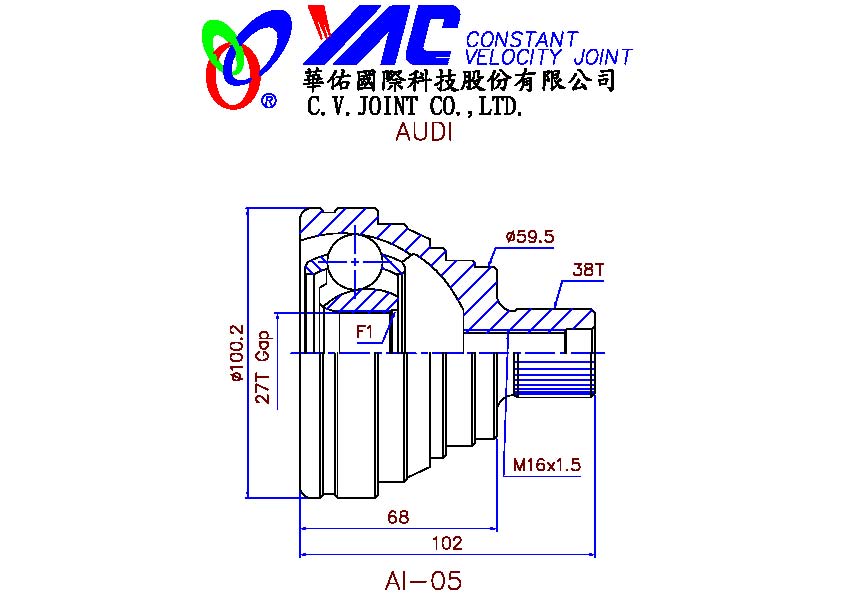 YAC CONSTANT
VELOCITY JOINT
®
華佑國際科技股份有限公司
C.V.JOINT CO.,LTD.
AUDI
ø59.5
38T
F1
ø100.2
27T Gap
M16x1.5
68
102
AI-05